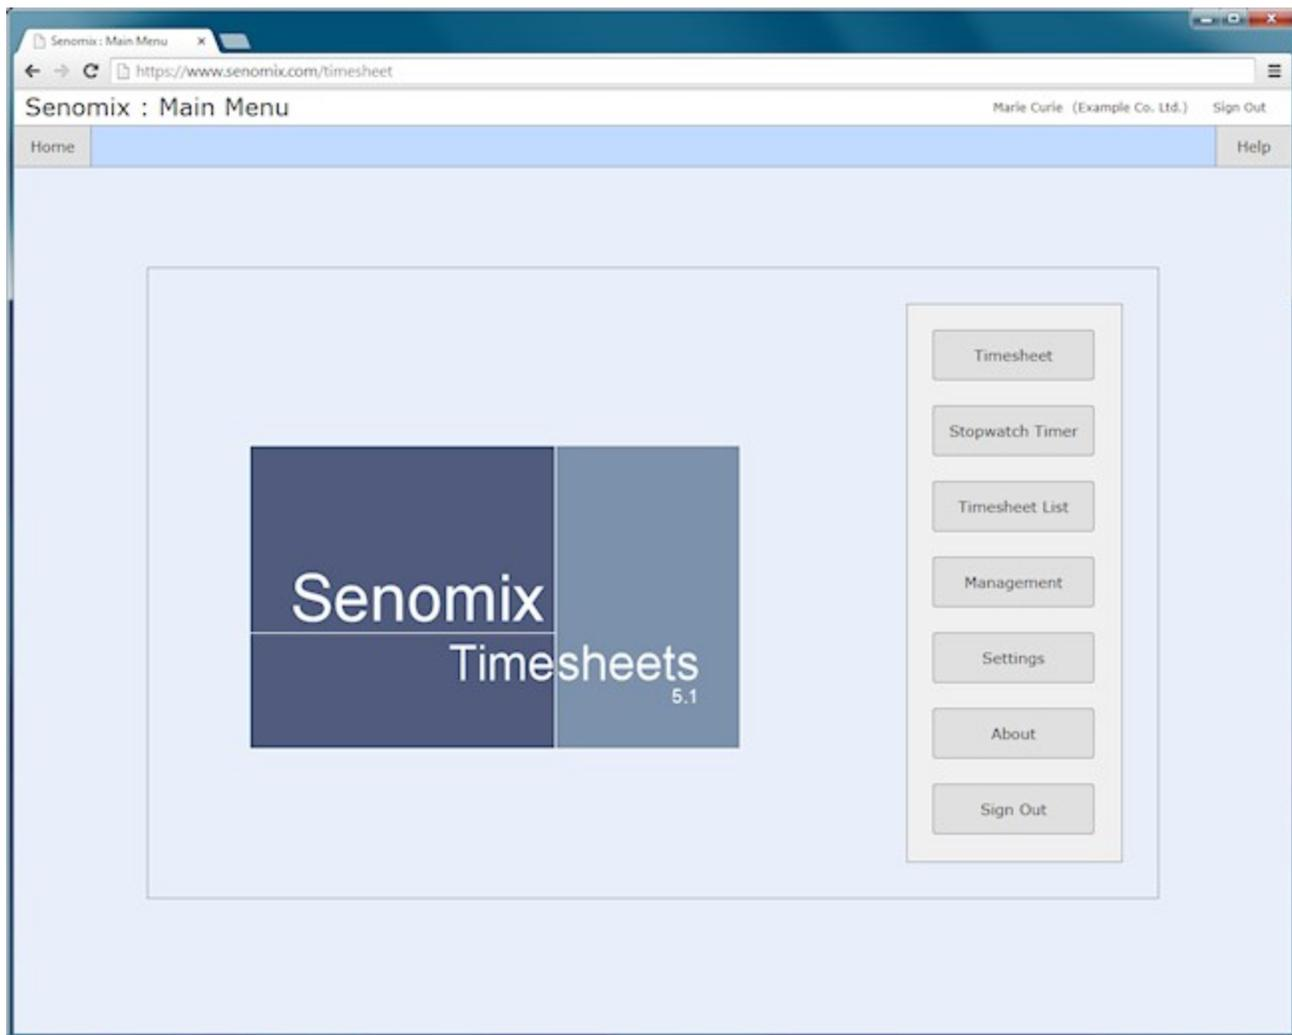 Senomix : Main Menu
https://www.senomix.com/timesheet
Senomix : Main Menu
Marie Curie (Example Co. Ltd.)
Sign Out
Home
Help
Senomix
Timesheets
5.1
Timesheet
Stopwatch Timer
Timesheet List
Management
Settings
About
Sign Out